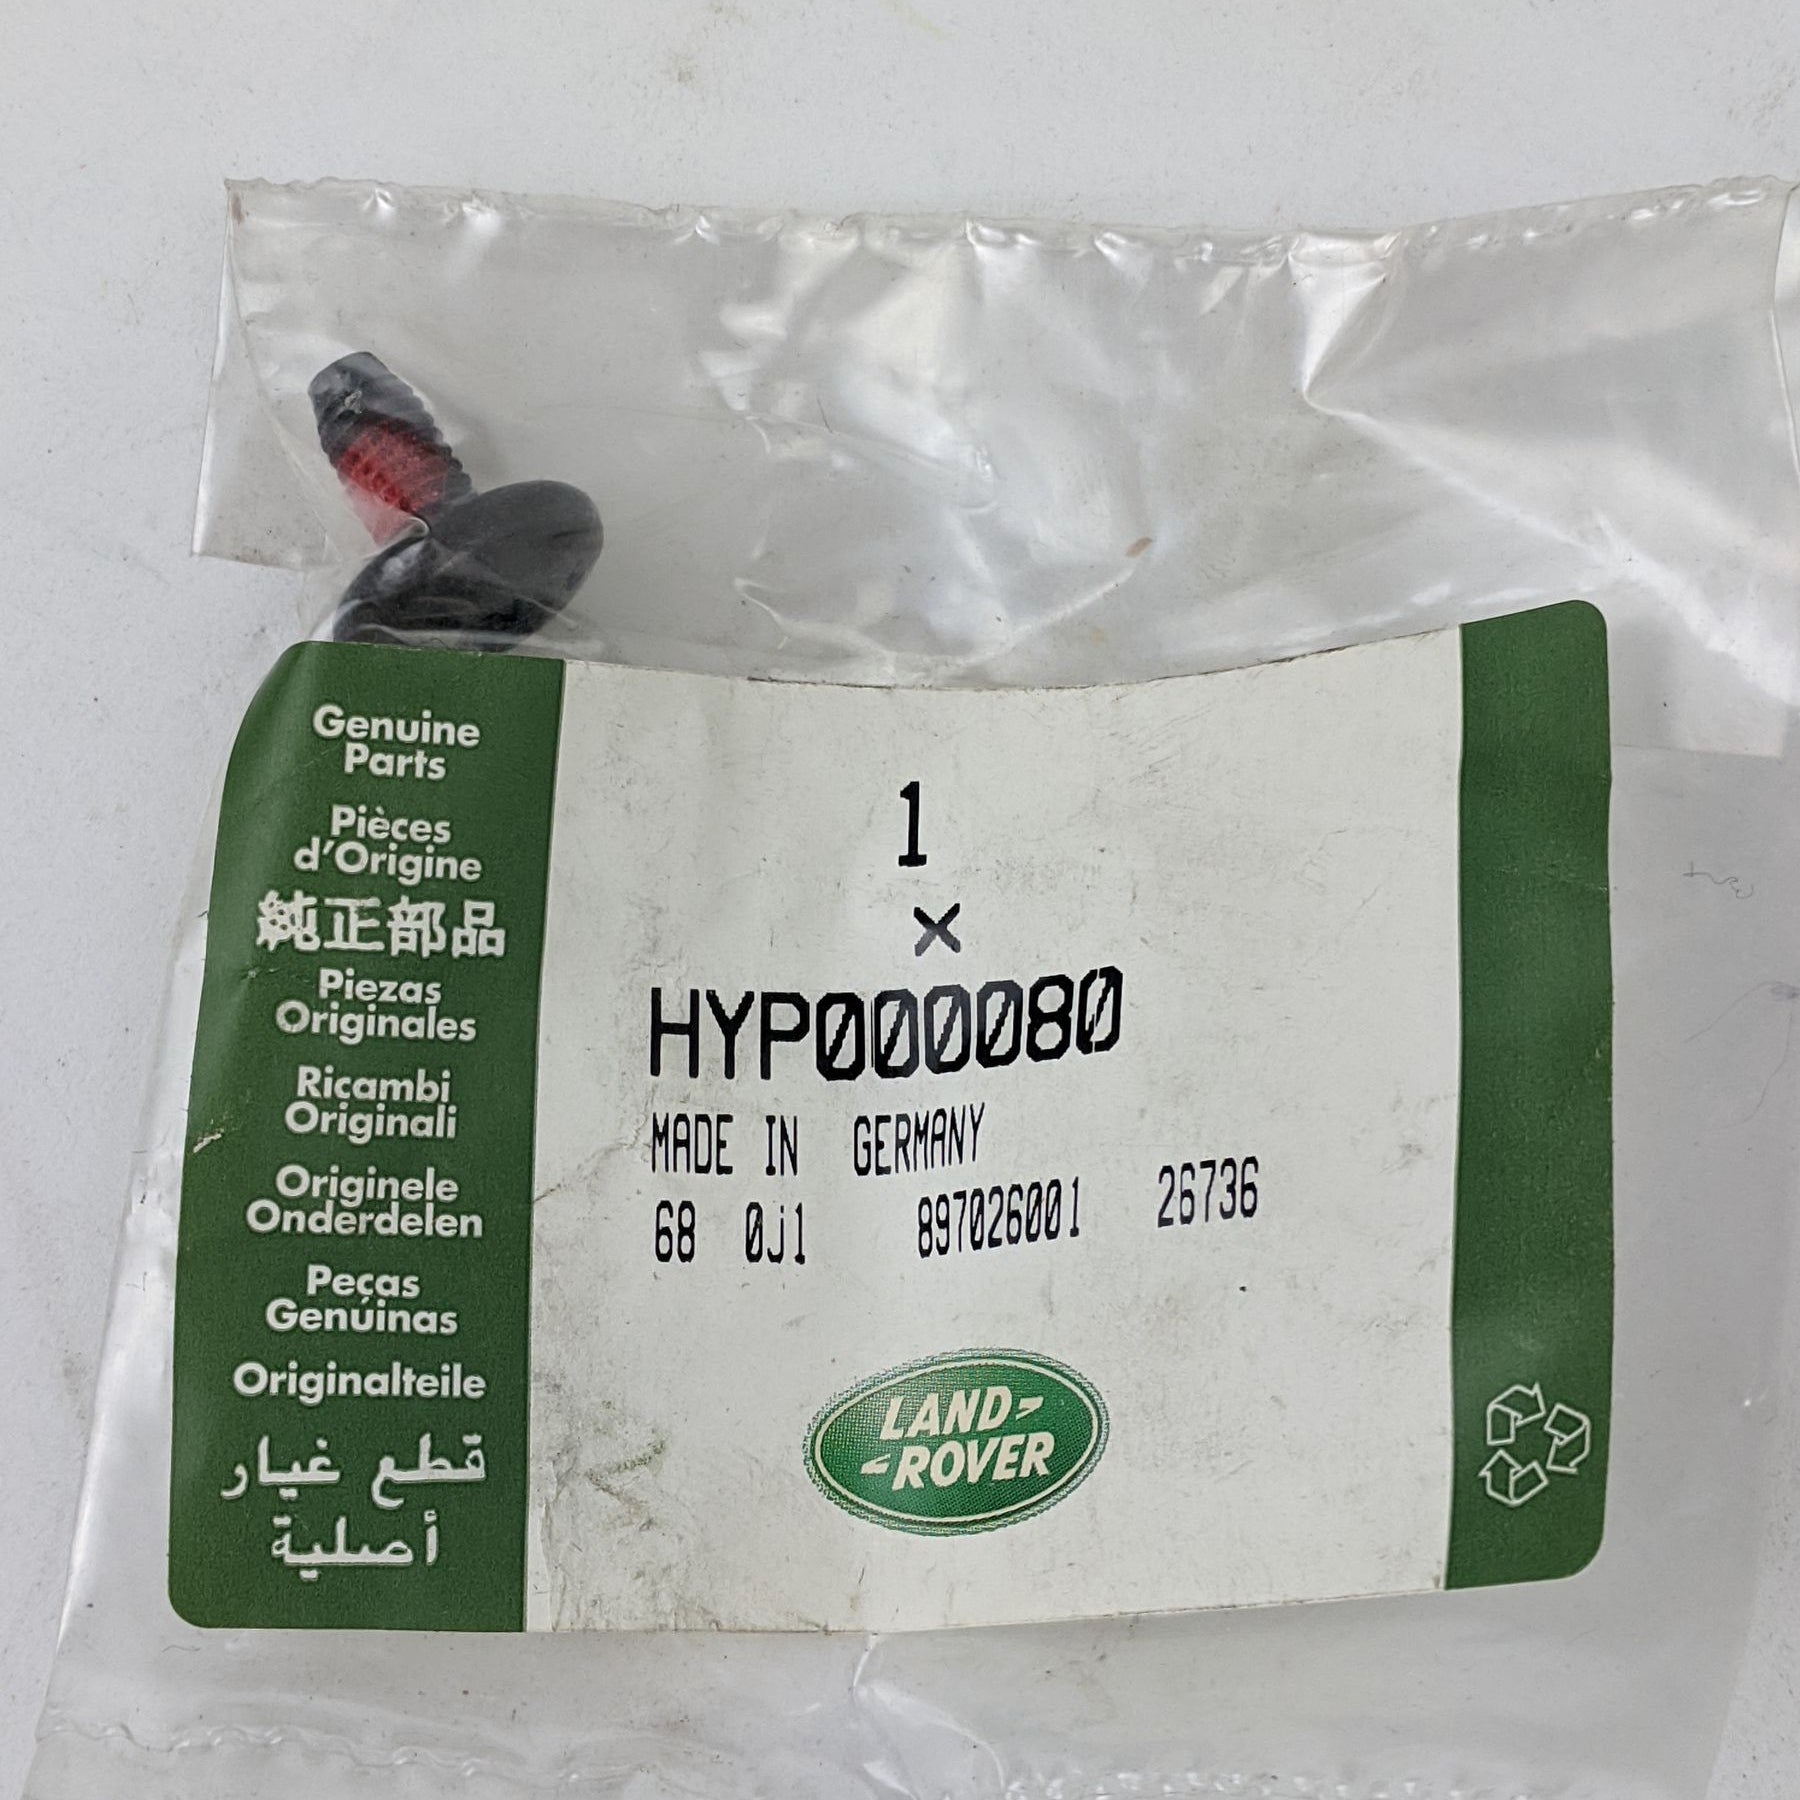 Genuine
Parts
Pièces
d'Origine
純正部品
Piezas
Originales
Ricambi
Originali
Originele
Onderdelen
Peças
Genúinas
Originalteile
قطع غيار
أصلية
1
x
HYP000080
MADE IN GERMANY
68 0j1 897026001 26736
LAND-
-ROVER